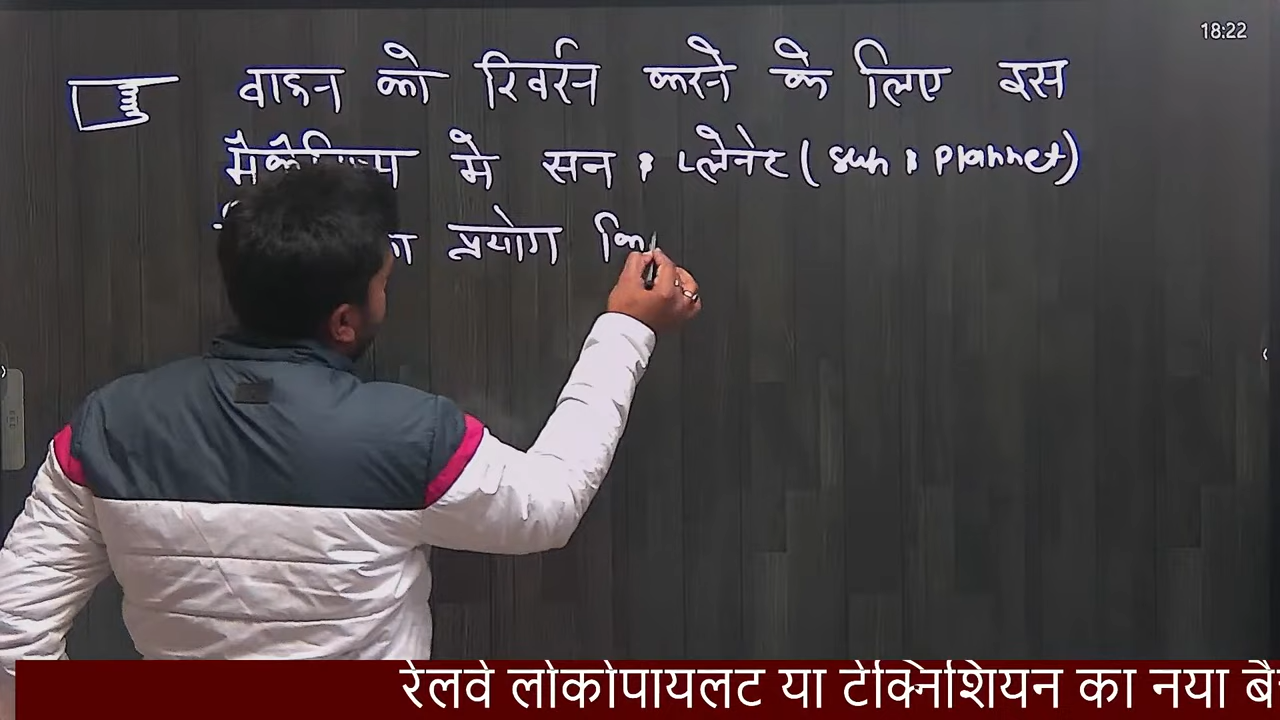 18:22
वाहन को रिवर्स करने के लिए इस
में सन & प्लेनेट ( sun & plannet)
प्रयोग
रेलवे लोकोपायलट या टेक्निशियन का नया